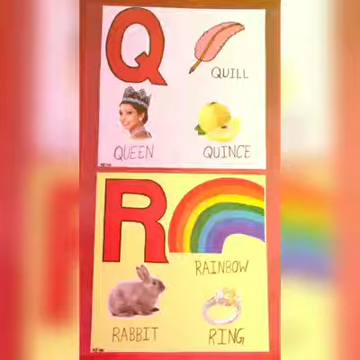 Q
QUILL
QUEEN QUINCE
R
RAINBOW
RABBIT RING